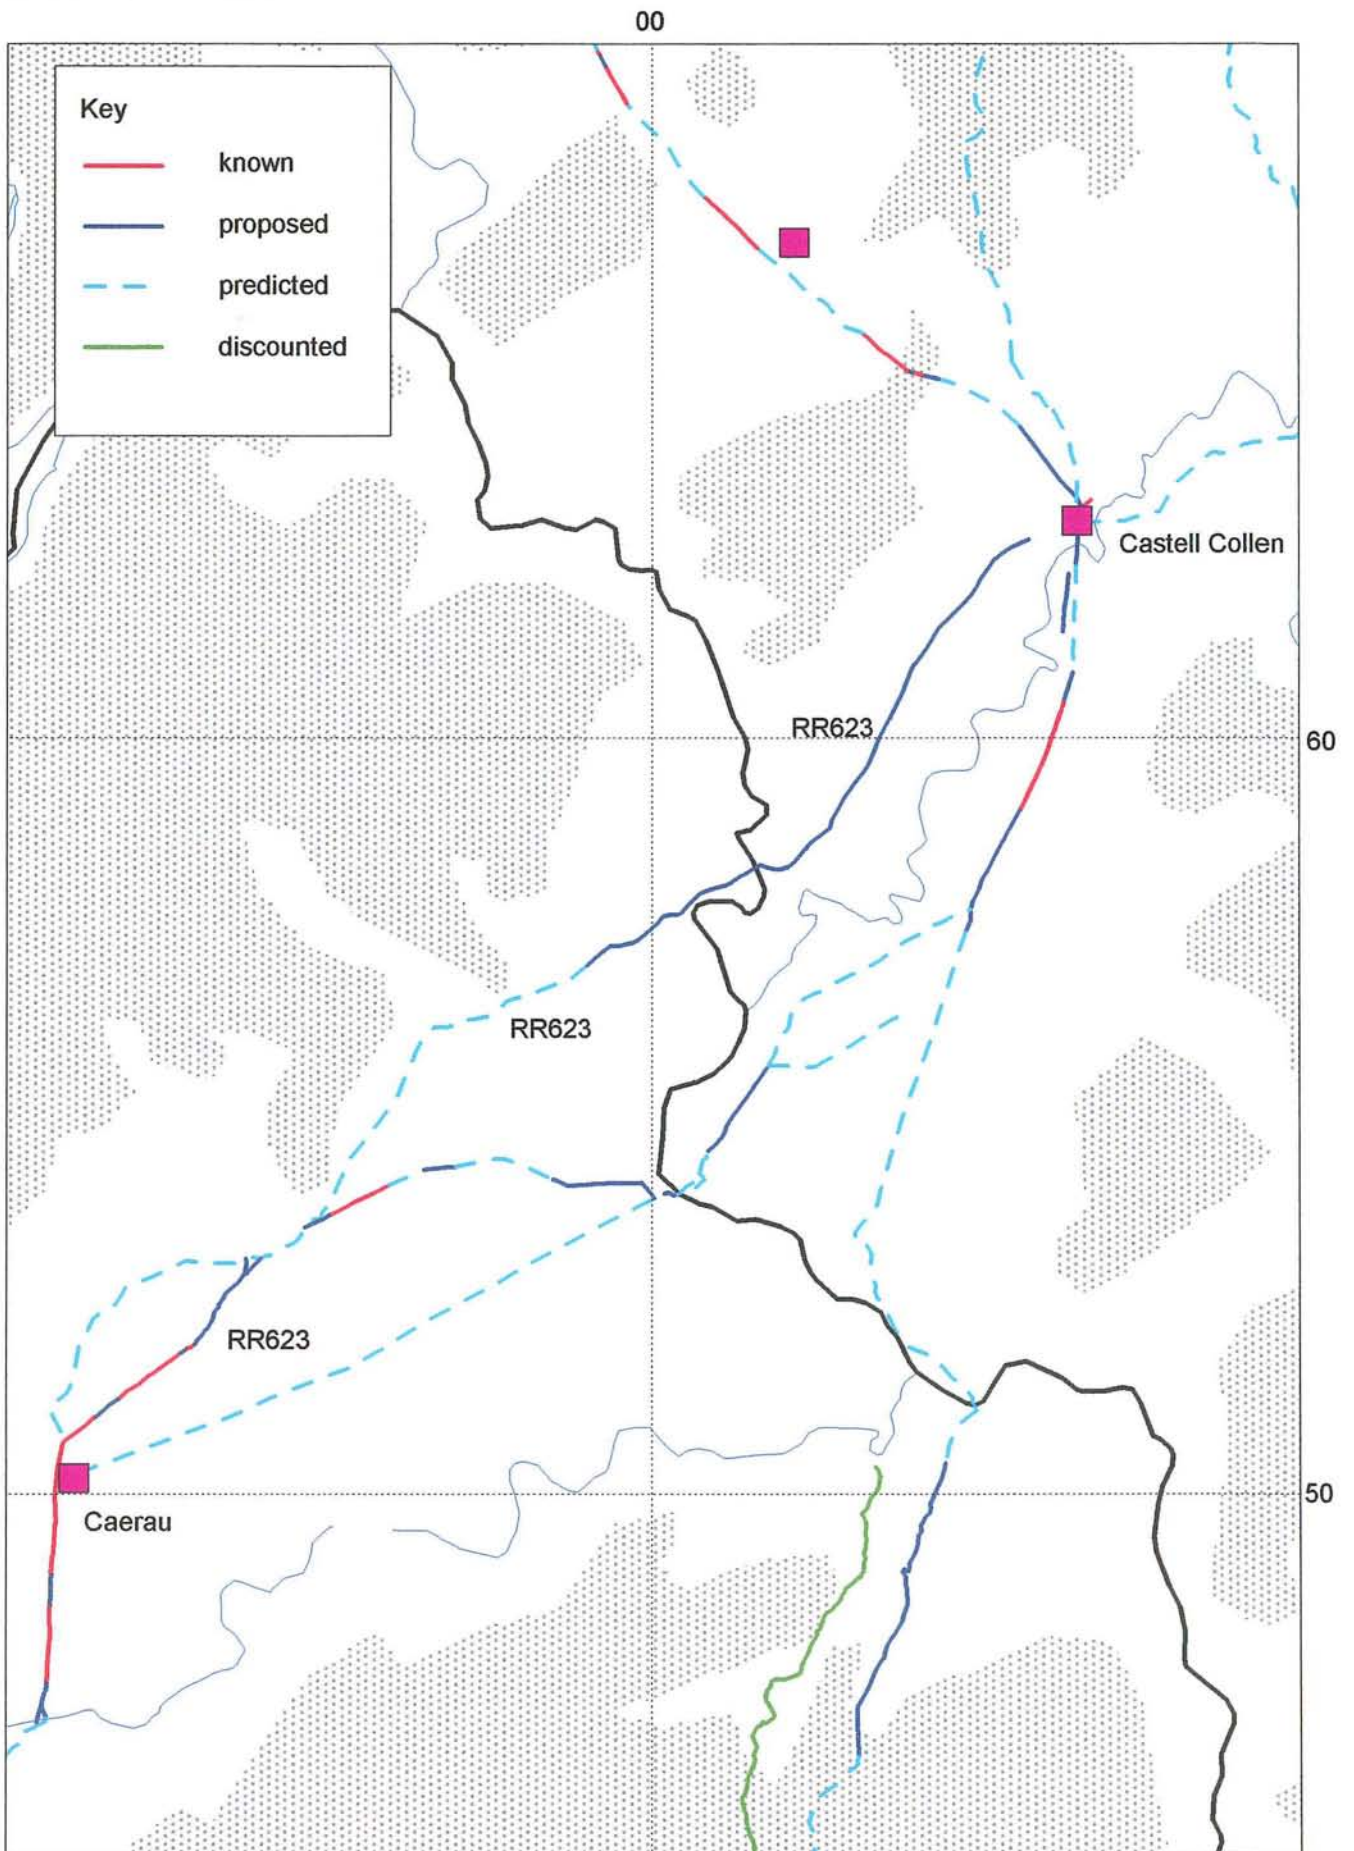 00
Key
known
proposed
predicted
discounted
Castell Collen
RR623
60
RR623
RR623
50
Caerau